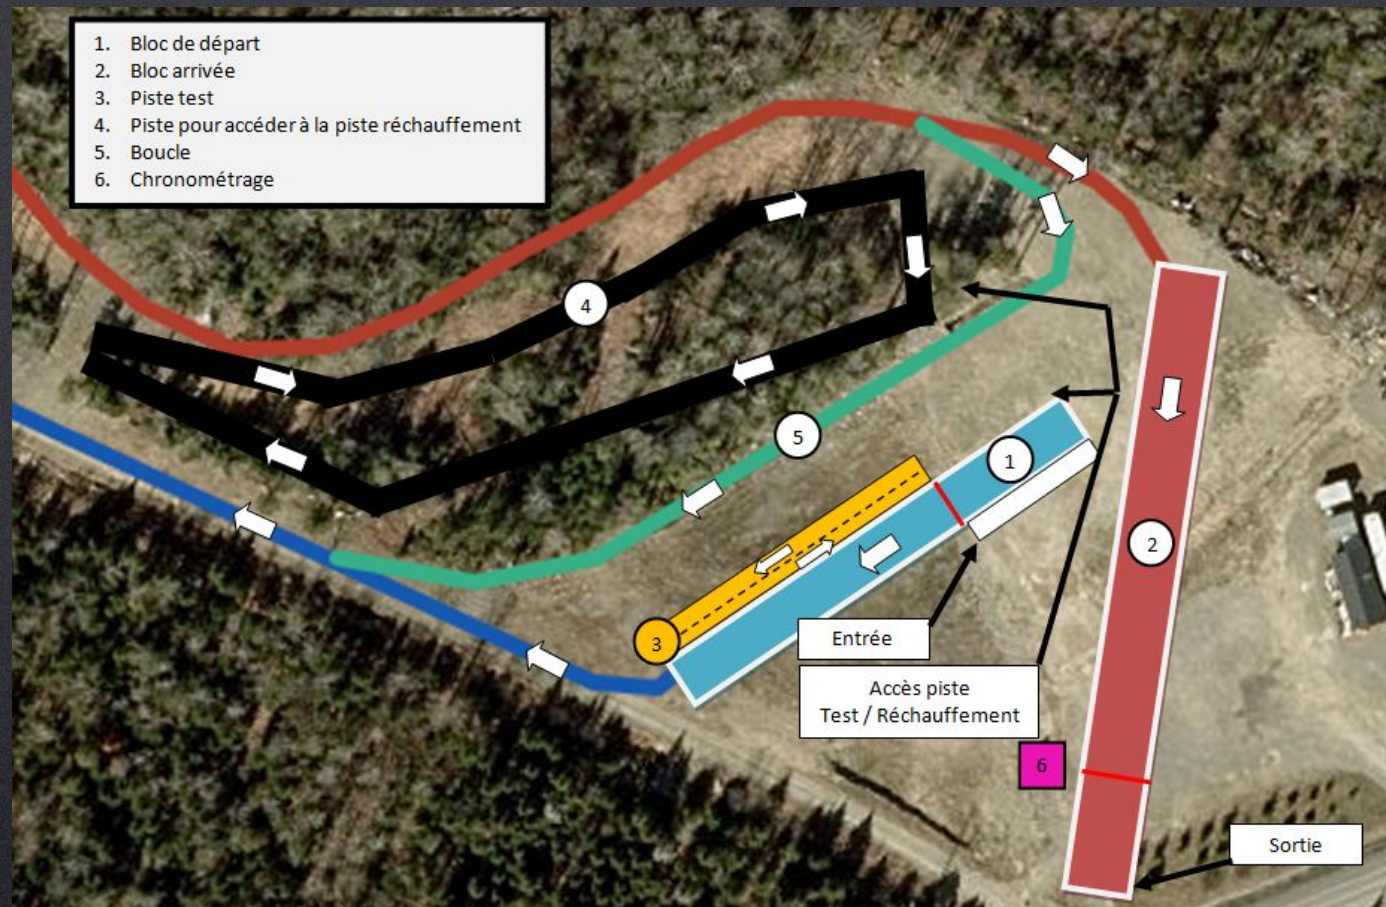 1. Bloc de départ
2. Bloc arrivée
3. Piste test
4. Piste pour accéder à la piste réchauffement
5. Boucle
6. Chronométrage
4
5
1
2
3
Entrée
Accès piste
Test / Réchauffement
6
Sortie